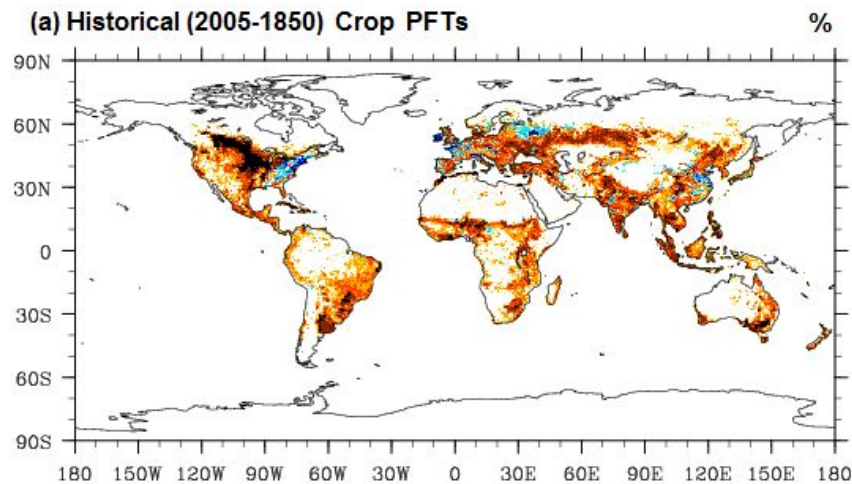 (a) Historical (2005-1850) Crop PFTs %
90N
60N
30N
0
30S
60S
90S
180 150W 120W 90W 60W 30W 0 30E 60E 90E 120E 150E 180